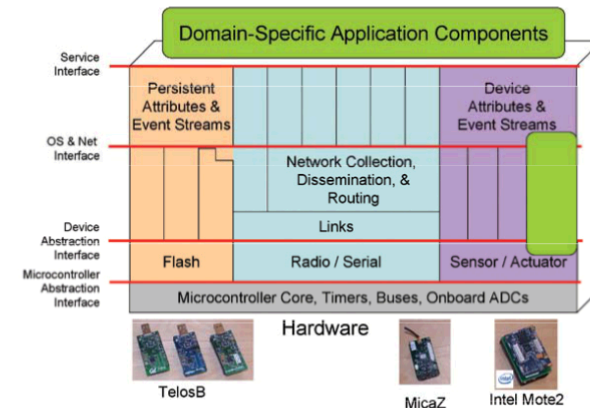 Domain-Specific Application Components
Service
Interface
Persistent
Attributes &
Event Streams
Device
Attributes &
Event Streams
OS & Net
Interface
Network Collection,
Dissemination, &
Routing
Links
Device
Abstraction
Interface
Flash
Radio / Serial
Sensor / Actuator
Microcontroller
Abstraction
Interface
Microcontroller Core, Timers, Buses, Onboard ADCs
Hardware
TelosB
MicaZ
intel
Intel Mote2